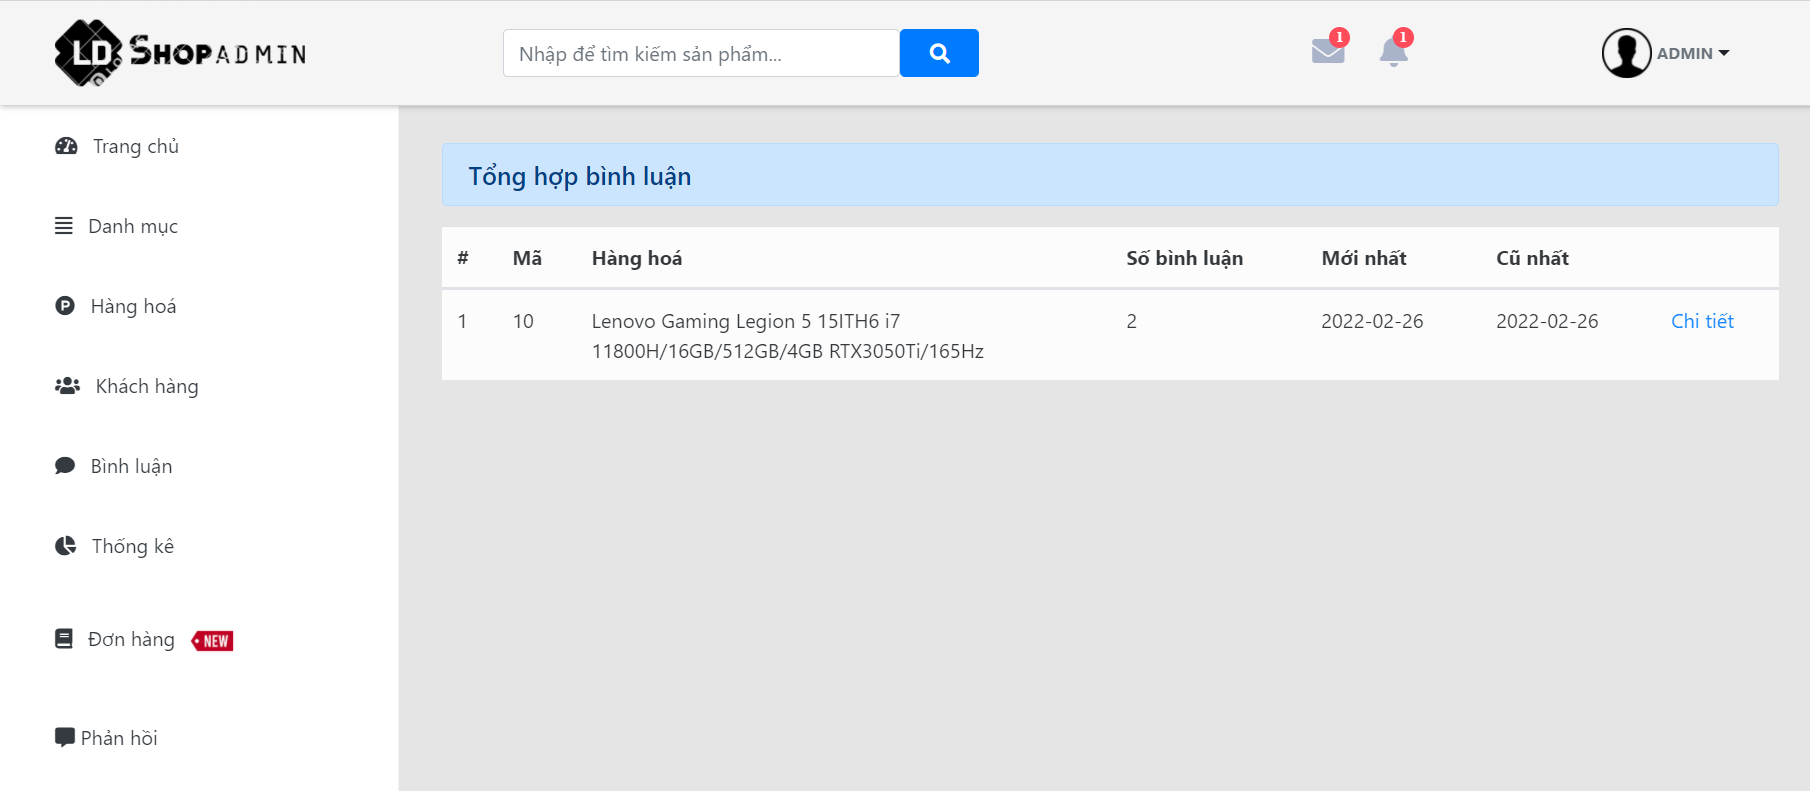 LD SHOP ADMIN
Nhập để tìm kiếm sản phẩm...
1
1
ADMIN
Trang chủ
Danh mục
Hàng hoá
Khách hàng
Bình luận
Thống kê
Đơn hàng NEW
Phản hồi
Tổng hợp bình luận
# Mã Hàng hoá Số bình luận Mới nhất Cũ nhất
1 10 Lenovo Gaming Legion 5 15ITH6 i7 2 2022-02-26 2022-02-26 Chi tiết
11800H/16GB/512GB/4GB RTX3050Ti/165Hz